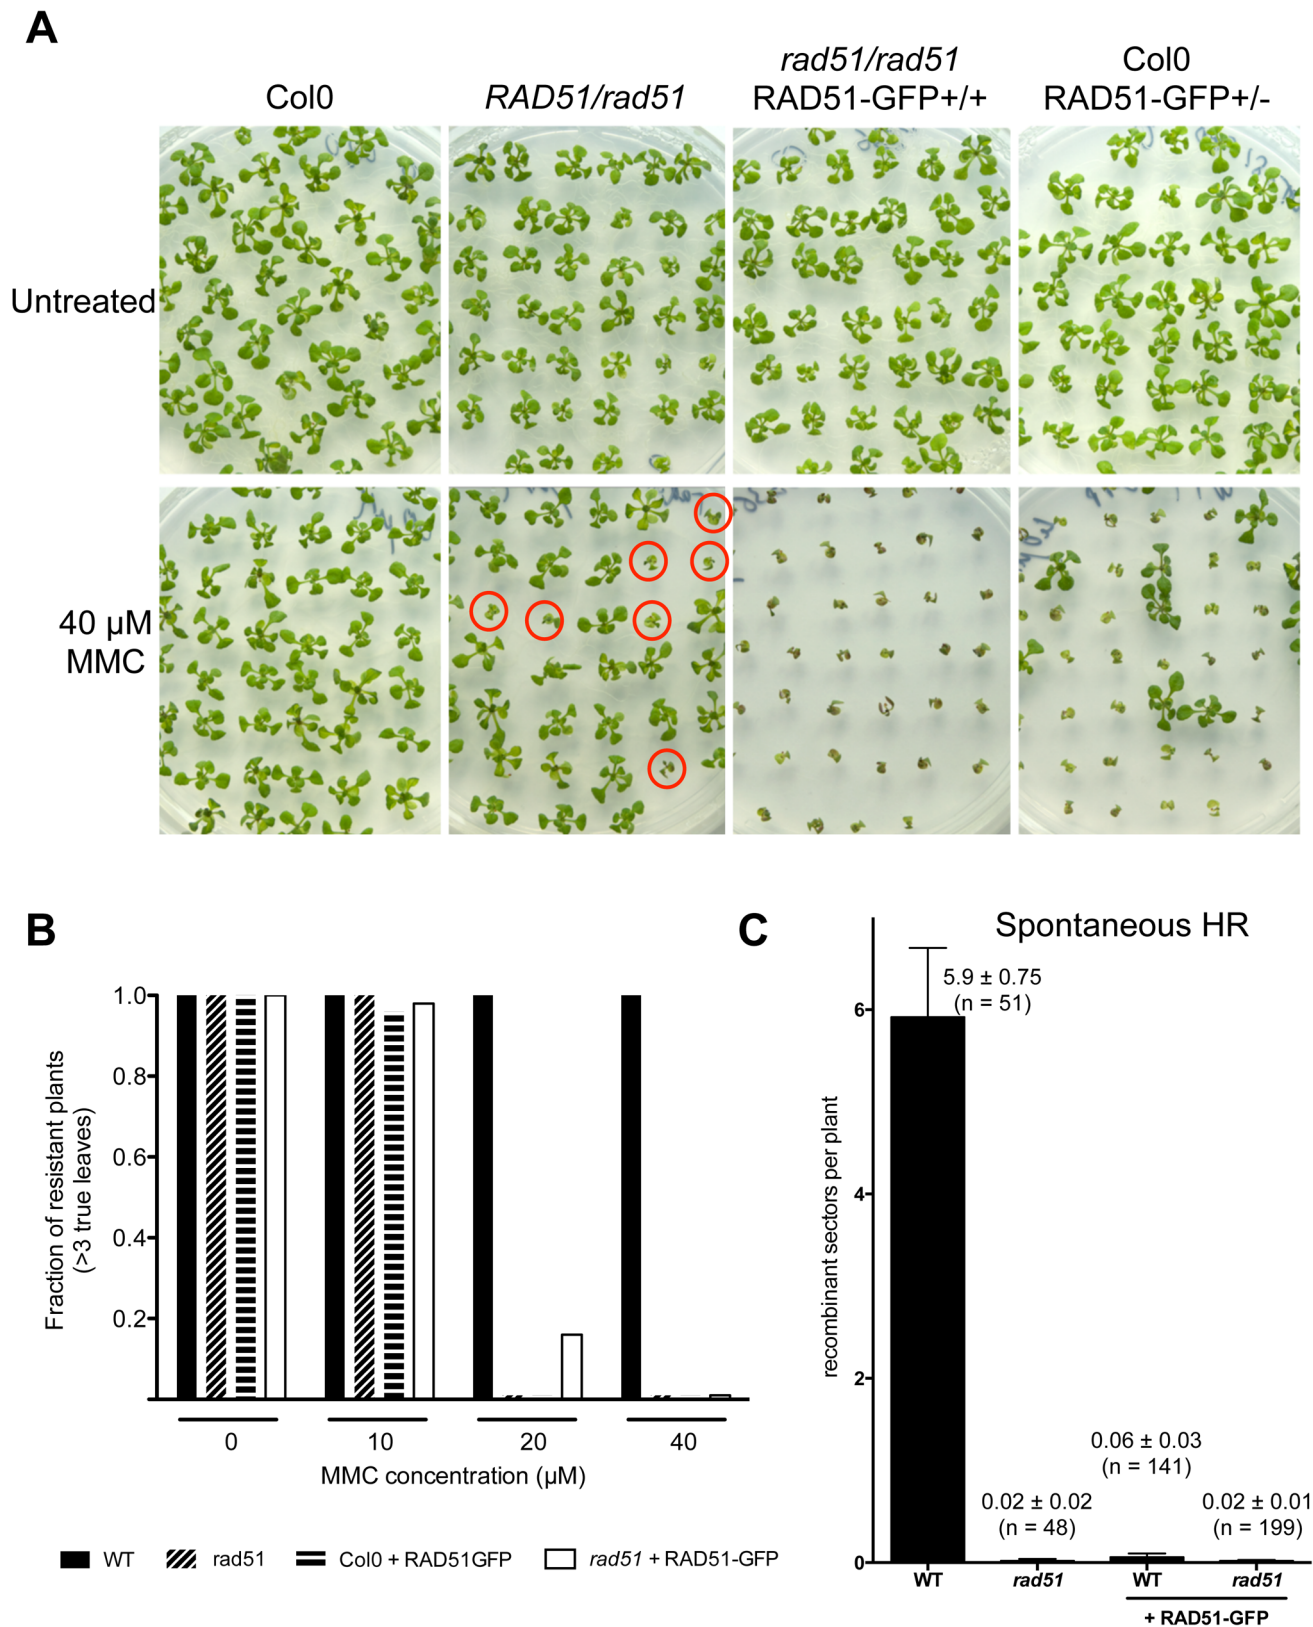 A
Col0
RAD51/rad51
rad51/rad51
RAD51-GFP+/+
Col0
RAD51-GFP+/-
Untreated
40 µM
MMC
B
Fraction of resistant plants
(>3 true leaves)
1.0
0.8
0.6
0.4
0.2
0
10
20
40
MMC concentration (µM)
WT
rad51
Col0 + RAD51GFP
rad51 + RAD51-GFP
C
Spontaneous HR
recombinant sectors per plant
6
4
2
0
5.9 ± 0.75
(n = 51)
0.02 ± 0.02
(n = 48)
0.06 ± 0.03
(n = 141)
0.02 ± 0.01
(n = 199)
WT
rad51
WT
rad51
+ RAD51-GFP